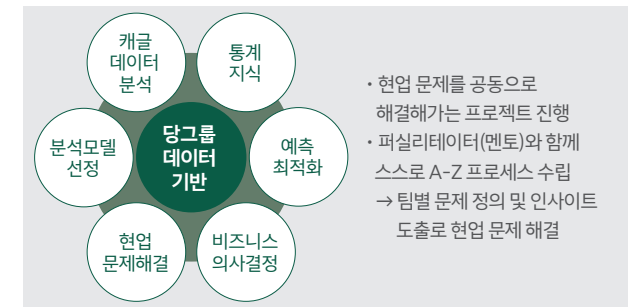 캐글
데이터
분석
통계
지식
분석모델
선정
당그룹
데이터
기반
예측
최적화
현업
문제해결
비즈니스
의사결정
· 현업 문제를 공동으로
해결해가는 프로젝트 진행
· 퍼실리테이터(멘토)와 함께
스스로 A-Z 프로세스 수립
→ 팀별 문제 정의 및 인사이트
도출로 현업 문제 해결